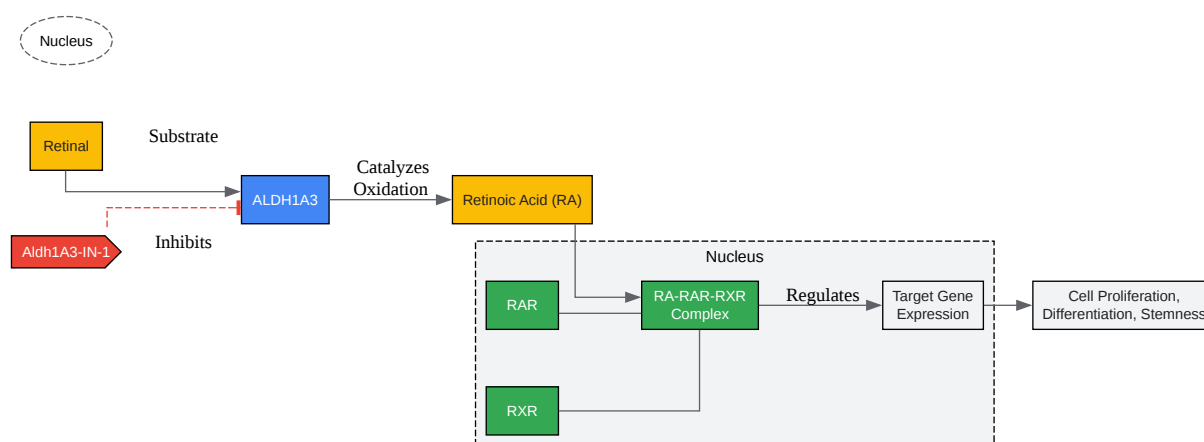 Nucleus
Retinal
Substrate
ALDH1A3
Catalyzes
Oxidation
Retinoic Acid (RA)
Aldh1A3-IN-1
Inhibits
Nucleus
RAR
RA-RAR-RXR
Complex
Regulates
Target Gene
Expression
Cell Proliferation,
Differentiation, Stemness
RXR